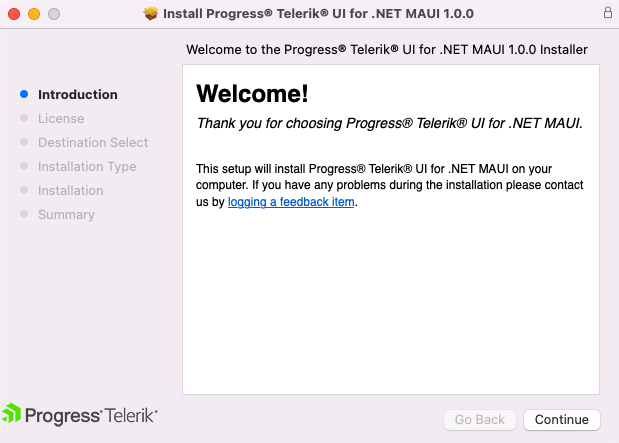 Install Progress® Telerik® UI for .NET MAUI 1.0.0
Welcome to the Progress® Telerik® UI for .NET MAUI 1.0.0 Installer
Introduction
License
Destination Select
Installation Type
Installation
Summary
Welcome!
Thank you for choosing Progress® Telerik® UI for .NET MAUI.
This setup will install Progress® Telerik® UI for .NET MAUI on your
computer. If you have any problems during the installation please contact
us by logging a feedback item.
Progress® Telerik®
Go Back
Continue